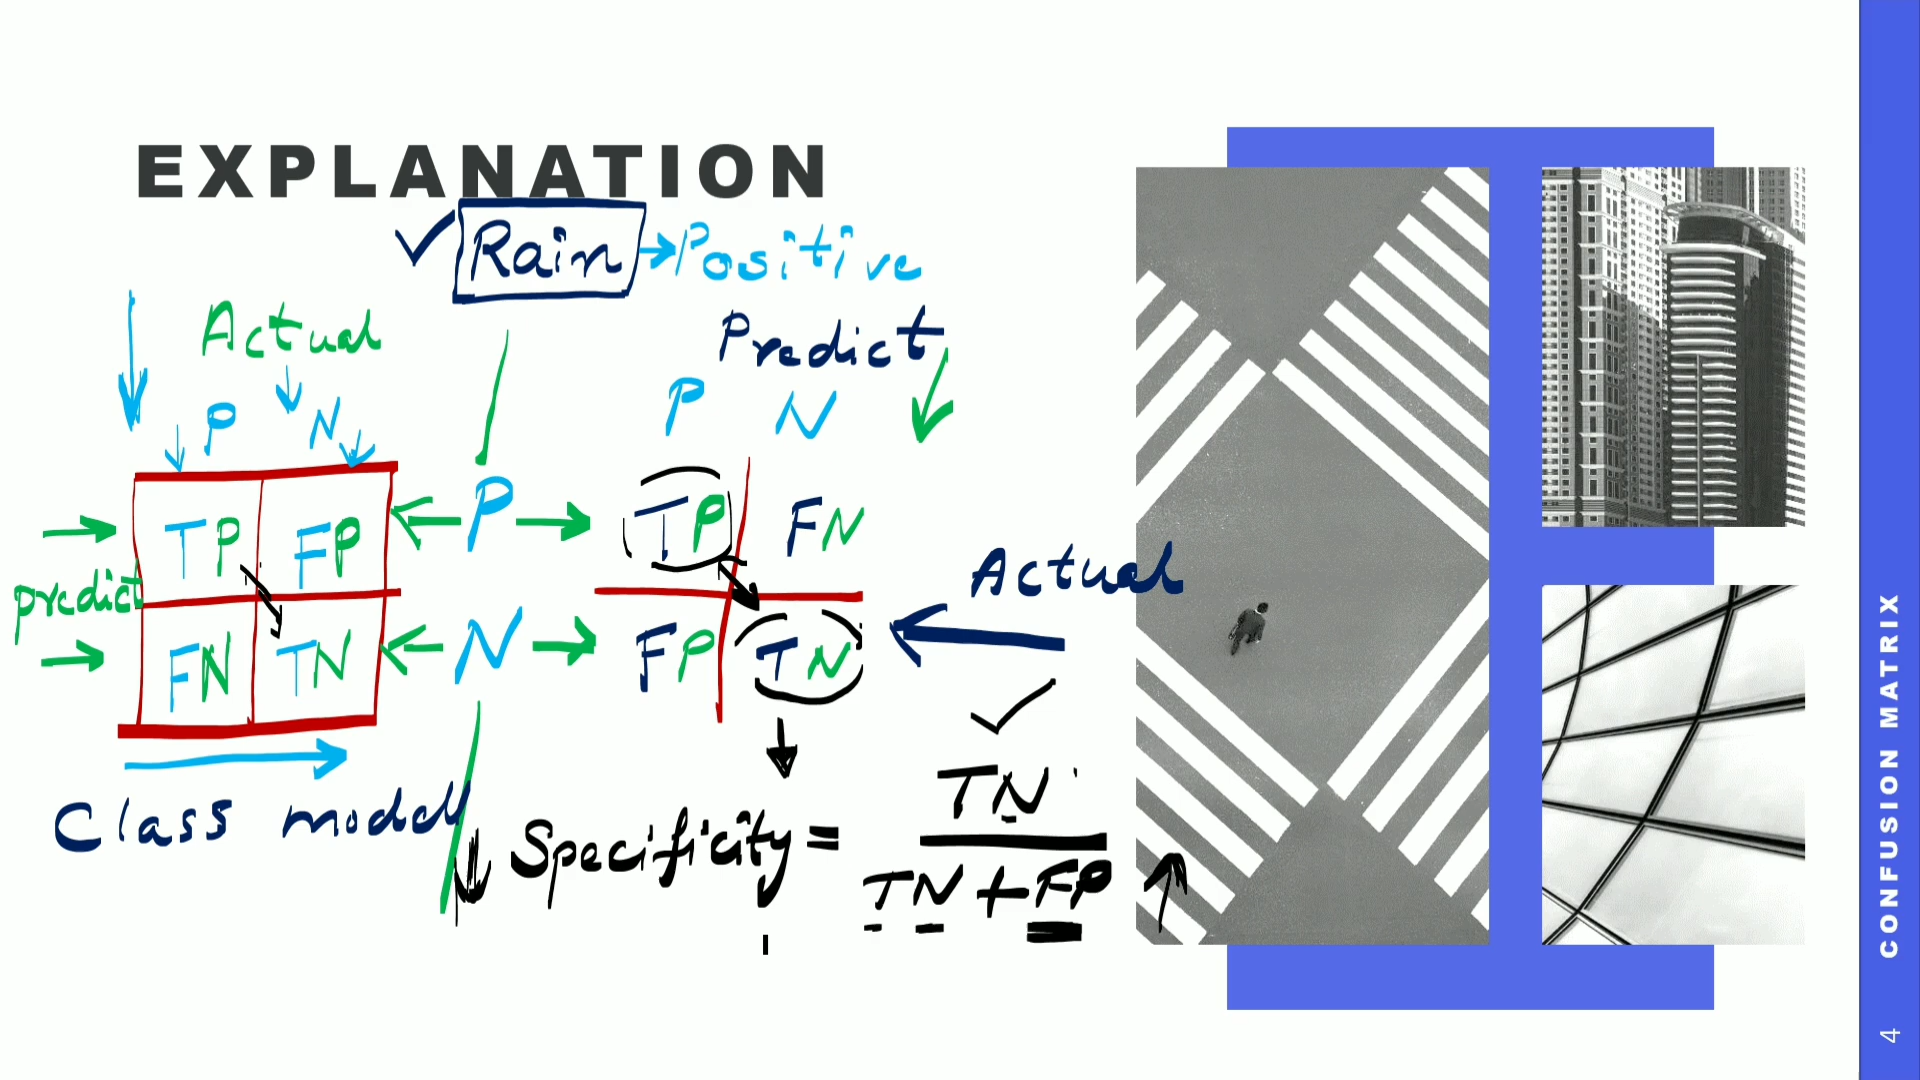 EXPLANATION
Rain → Positive
Actual
Predict
P N
P N
TP FP
P
TP FN
predict
Actual
FN TN
N
FP TN
Class model
Specificity = TN
TN + FP
CONFUSION MATRIX
4